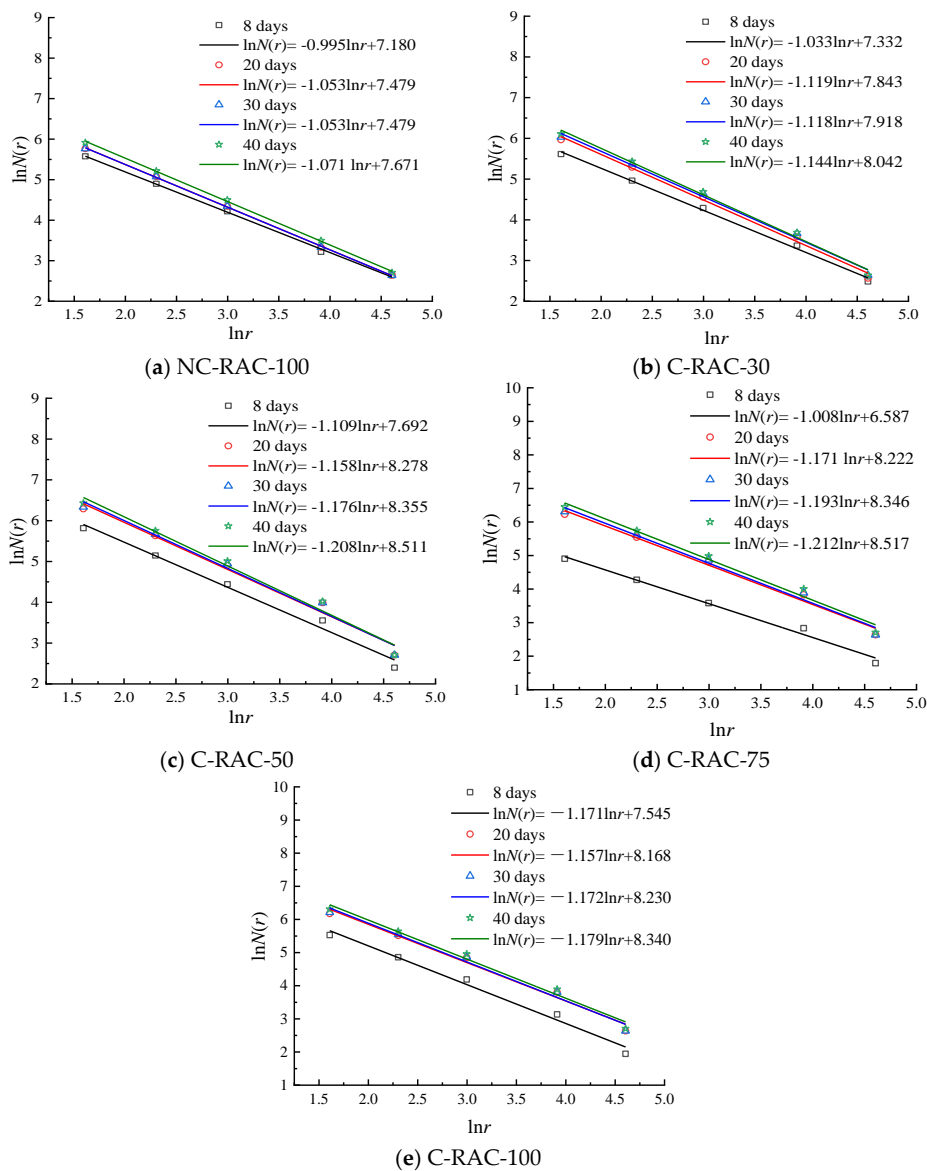 8 days
lnN(r)= -0.995lnr+7.180
20 days
lnN(r)= -1.053lnr+7.479
30 days
lnN(r)= -1.053lnr+7.479
40 days
lnN(r)= -1.071 lnr+7.671
9
8
7
6
5
4
3
2
lnN(r)
1.5 2.0 2.5 3.0 3.5 4.0 4.5 5.0
lnr
(a) NC-RAC-100
8 days
lnN(r)= -1.033lnr+7.332
20 days
lnN(r)= -1.119lnr+7.843
30 days
lnN(r)= -1.118lnr+7.918
40 days
lnN(r)= -1.144lnr+8.042
9
8
7
6
5
4
3
2
lnN(r)
1.5 2.0 2.5 3.0 3.5 4.0 4.5 5.0
lnr
(b) C-RAC-30
8 days
lnN(r)= -1.109lnr+7.692
20 days
lnN(r)= -1.158lnr+8.278
30 days
lnN(r)= -1.176lnr+8.355
40 days
lnN(r)= -1.208lnr+8.511
9
8
7
6
5
4
3
2
lnN(r)
1.5 2.0 2.5 3.0 3.5 4.0 4.5 5.0
lnr
(c) C-RAC-50
8 days
lnN(r)= -1.008lnr+6.587
20 days
lnN(r)= -1.171 lnr+8.222
30 days
lnN(r)= -1.193lnr+8.346
40 days
lnN(r)= -1.212lnr+8.517
10
9
8
7
6
5
4
3
2
1
lnN(r)
1.5 2.0 2.5 3.0 3.5 4.0 4.5 5.0
lnr
(d) C-RAC-75
8 days
lnN(r)= −1.171lnr+7.545
20 days
lnN(r)= −1.157lnr+8.168
30 days
lnN(r)= −1.172lnr+8.230
40 days
lnN(r)= −1.179lnr+8.340
10
9
8
7
6
5
4
3
2
1
lnN(r)
1.5 2.0 2.5 3.0 3.5 4.0 4.5 5.0
lnr
(e) C-RAC-100